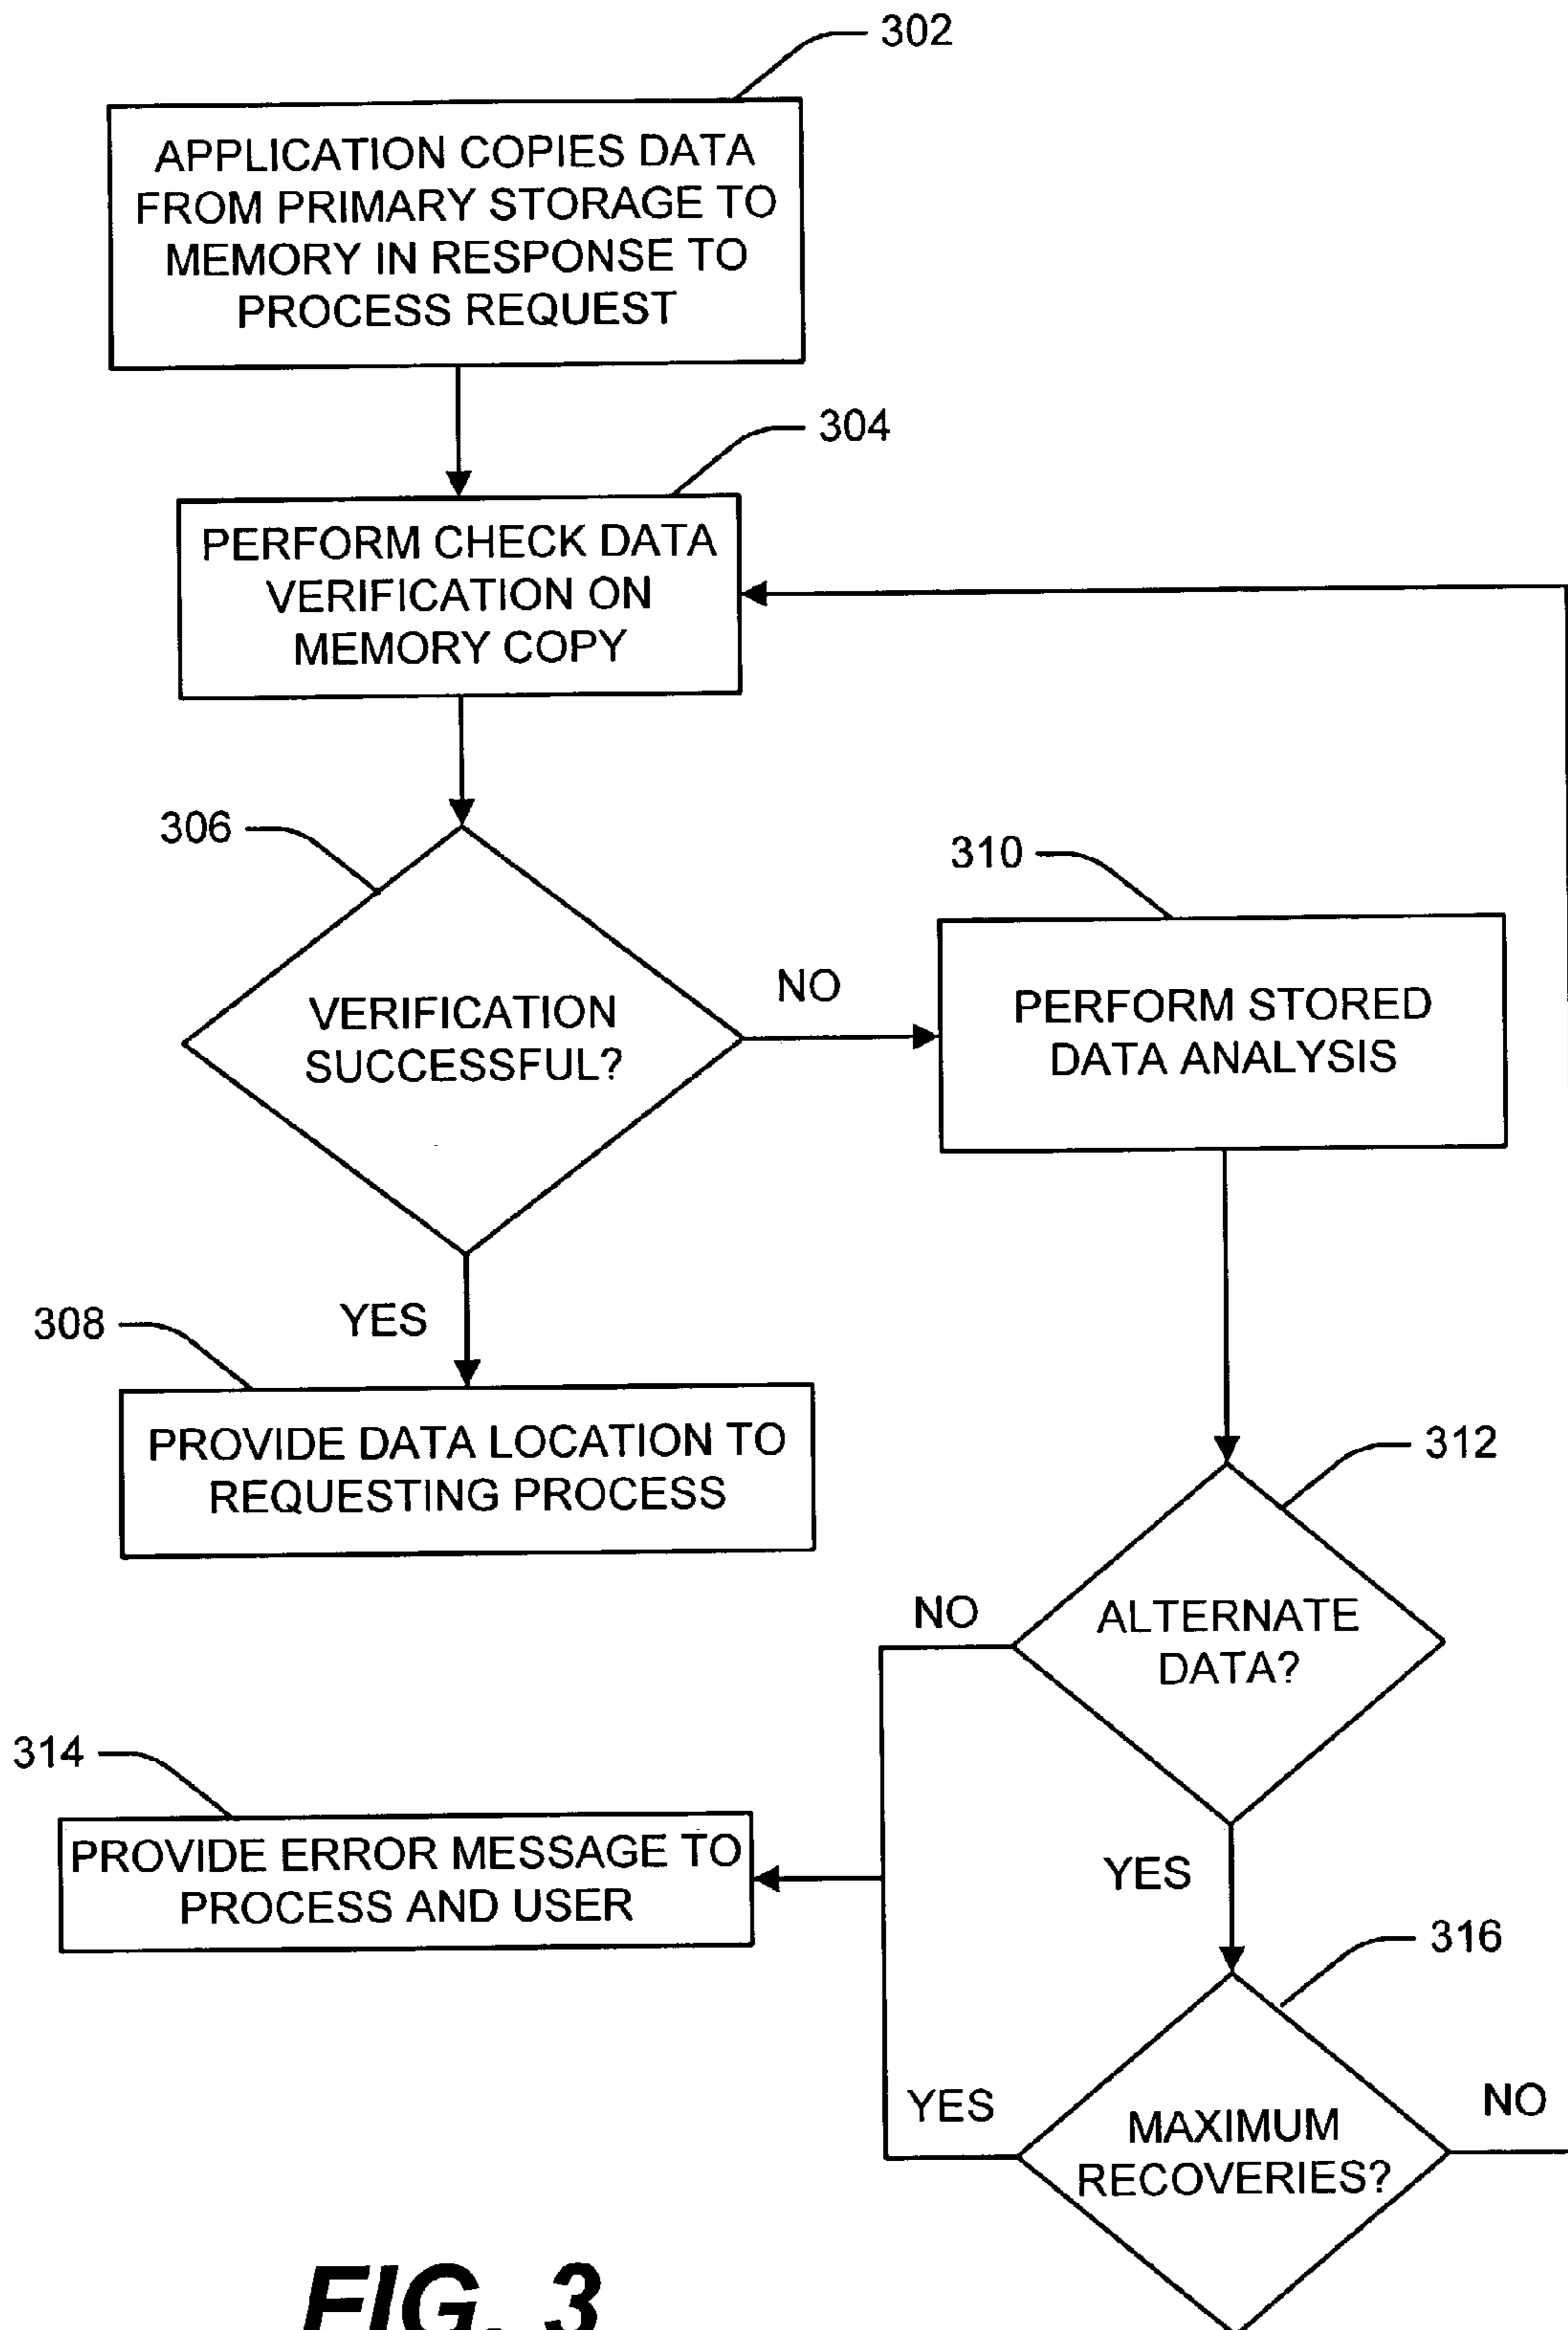 302
APPLICATION COPIES DATA
FROM PRIMARY STORAGE TO
MEMORY IN RESPONSE TO
PROCESS REQUEST
304
PERFORM CHECK DATA
VERIFICATION ON
MEMORY COPY
306
VERIFICATION
SUCCESSFUL?
NO
310
PERFORM STORED
DATA ANALYSIS
YES
308
PROVIDE DATA LOCATION TO
REQUESTING PROCESS
312
ALTERNATE
DATA?
NO
314
PROVIDE ERROR MESSAGE TO
PROCESS AND USER
YES
316
MAXIMUM
RECOVERIES?
YES
NO
FIG. 3